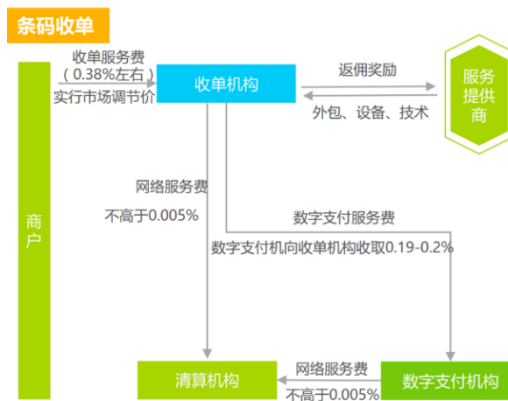 条码收单
收单服务费
（0.38%左右）
实行市场调节价
收单机构
返佣奖励
外包、设备、技术
服务
提供
商
商
户
网络服务费
不高于0.005%
数字支付服务费
数字支付机向收单机构收取0.19-0.2%
清算机构
网络服务费
不高于0.005%
数字支付机构